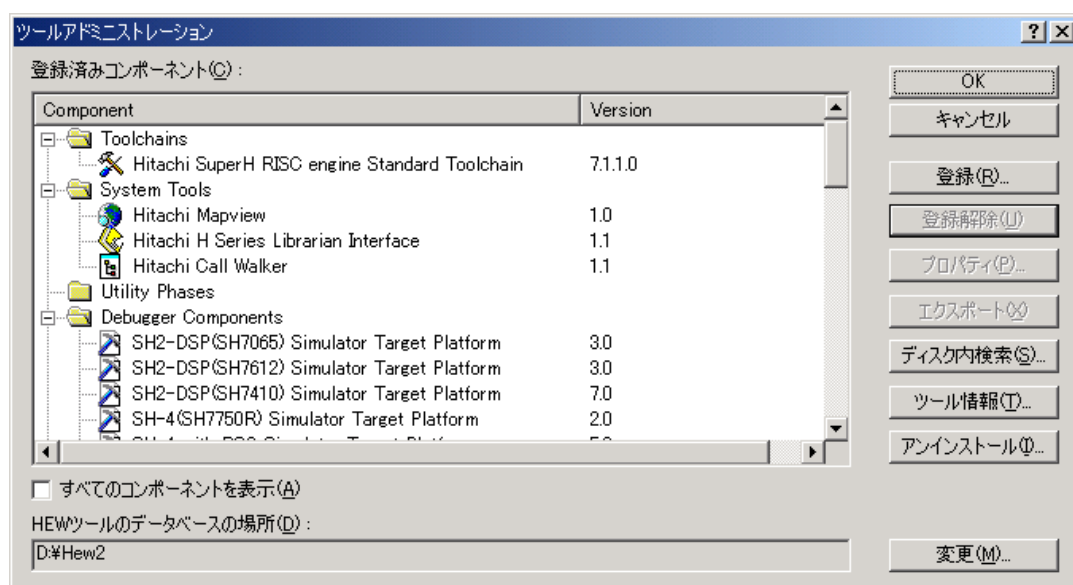 ツールアドミニストレーション
登録済みコンポーネント(C) :
Component Version
Toolchains
Hitachi SuperH RISC engine Standard Toolchain 7.1.1.0
System Tools
Hitachi Mapview 1.0
Hitachi H Series Librarian Interface 1.1
Hitachi Call Walker 1.1
Utility Phases
Debugger Components
SH2-DSP(SH7065) Simulator Target Platform 3.0
SH2-DSP(SH7612) Simulator Target Platform 3.0
SH2-DSP(SH7410) Simulator Target Platform 7.0
SH-4(SH7750R) Simulator Target Platform 2.0
すべてのコンポーネントを表示(A)
HEWツールのデータベースの場所(D) :
D:¥Hew2
OK
キャンセル
登録(R)...
登録解除(U)
プロパティ(P)...
エクスポート(X)
ディスク内検索(S)...
ツール情報(T)...
アンインストール(I)...
変更(M)...